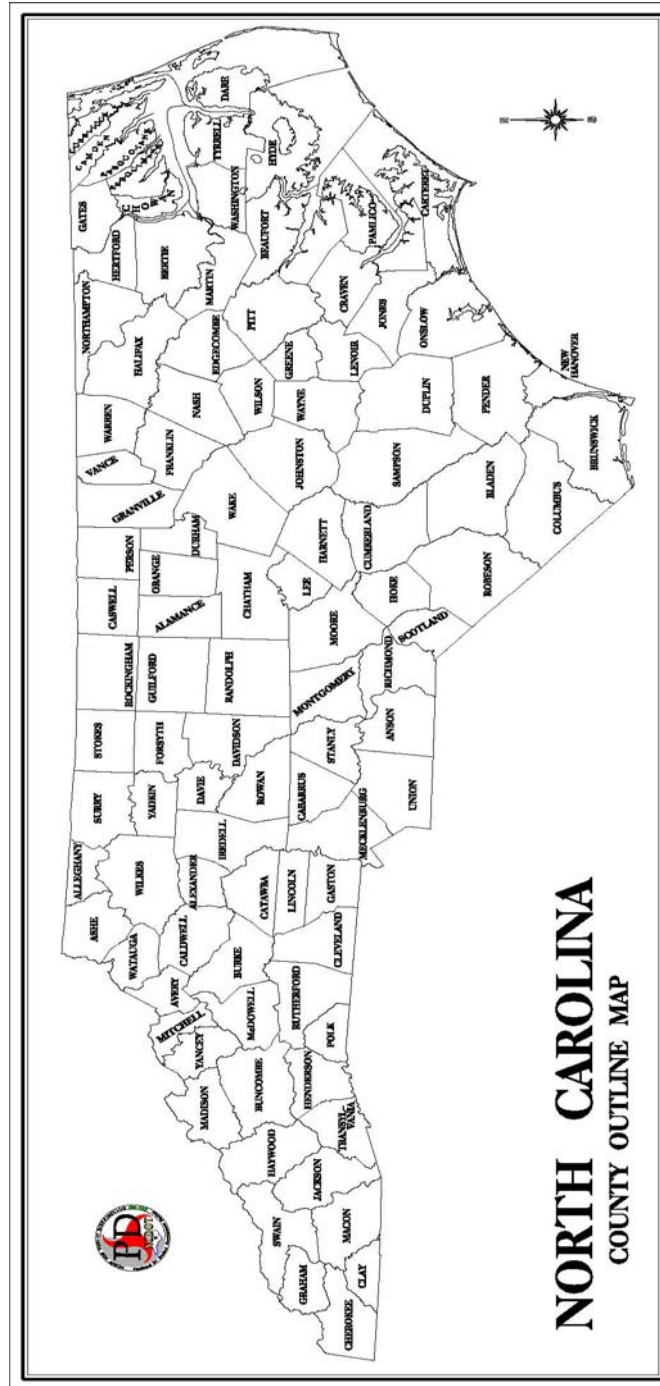 PD
ALLEGHANY
ASHE
SURRY
STOKES
ROCKINGHAM
CASWELL
PERSON
GRANVILLE
VANCE
WARREN
NORTHAMPTON
HERTFORD
GATES
CURRITUCK
CAMDEN
PASQUOTANK
PERQUIMANS
CHOWAN
WATAUGA
WILKES
YADKIN
FORSYTH
GUILFORD
ALAMANCE
ORANGE
DURHAM
FRANKLIN
HALIFAX
BERTIE
MITCHELL
AVERY
CALDWELL
ALEXANDER
IREDELL
DAVIE
DAVIDSON
RANDOLPH
CHATHAM
WAKE
NASH
EDGECOMBE
MARTIN
WASHINGTON
TYRRELL
DARE
MADISON
YANCEY
McDOWELL
BURKE
CATAWBA
ROWAN
JOHNSTON
WILSON
PITT
BEAUFORT
HYDE
SWAIN
HAYWOOD
BUNCOMBE
RUTHERFORD
LINCOLN
CABARRUS
STANLY
MONTGOMERY
MOORE
LEE
HARNETT
WAYNE
GREENE
LENOIR
CRAVEN
PAMLICO
GRAHAM
JACKSON
HENDERSON
POLK
CLEVELAND
GASTON
MECKLENBURG
CHEROKEE
CLAY
MACON
TRANSYL-
VANIA
UNION
ANSON
RICHMOND
SCOTLAND
HOKE
CUMBERLAND
SAMPSON
DUPLIN
JONES
ONSLOW
CARTERET
ROBESON
BLADEN
PENDER
COLUMBUS
BRUNSWICK
NEW
HANOVER
NORTH CAROLINA
COUNTY OUTLINE MAP